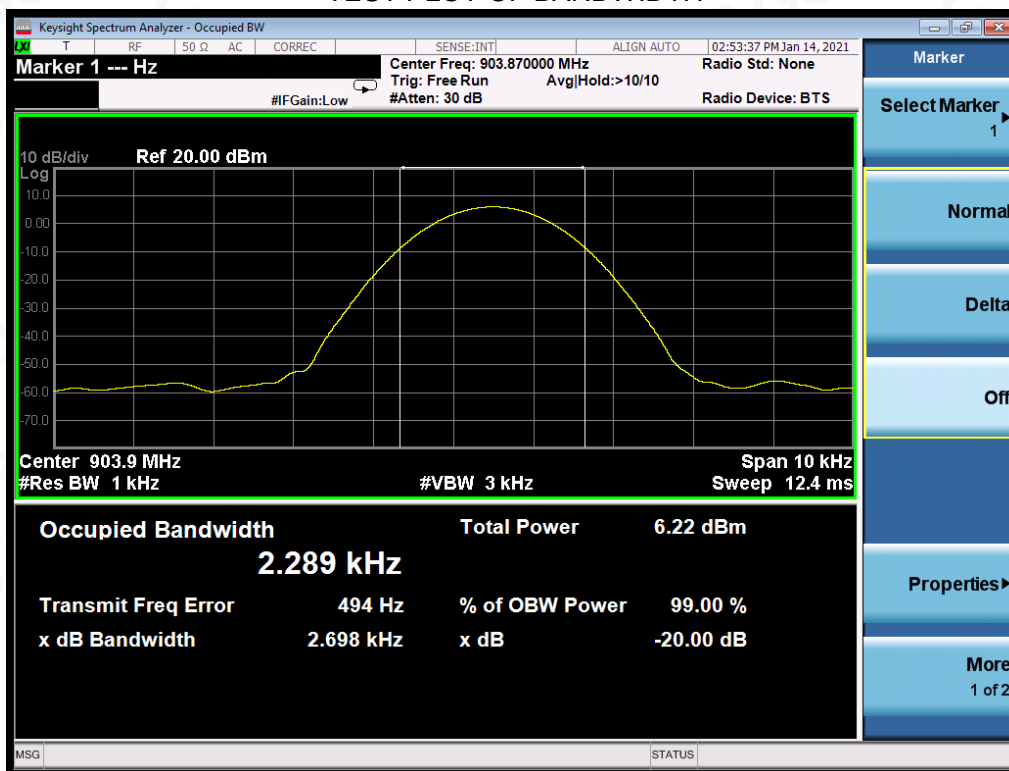 TEST PLOT OF BANDWIDTH
Keysight Spectrum Analyzer - Occupied BW
LXI T RF 50 Ω AC CORREC SENSE:INT ALIGN AUTO 02:53:37 PM Jan 14, 2021
Marker 1 --- Hz
Center Freq: 903.870000 MHz
Radio Std: None
Trig: Free Run Avg|Hold:>10/10
#IFGain:Low
#Atten: 30 dB
Radio Device: BTS
10 dB/div Ref 20.00 dBm
Log
10.0
0.00
-10.0
-20.0
-30.0
-40.0
-50.0
-60.0
-70.0
Center 903.9 MHz Span 10 kHz
#Res BW 1 kHz #VBW 3 kHz Sweep 12.4 ms
Occupied Bandwidth Total Power 6.22 dBm
2.289 kHz
Transmit Freq Error 494 Hz % of OBW Power 99.00 %
x dB Bandwidth 2.698 kHz x dB -20.00 dB
MSG STATUS
Marker
Select Marker
1
Normal
Delta
Off
Properties
More
1 of 2